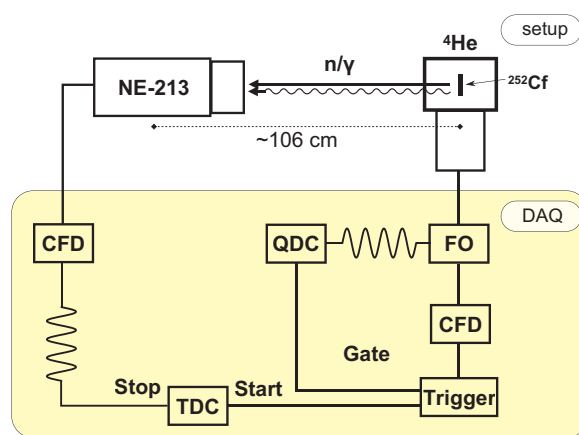 setup
⁴He
n/γ
NE-213
²⁵²Cf
~106 cm
DAQ
CFD
QDC
FO
CFD
Gate
Stop
Start
TDC
Trigger